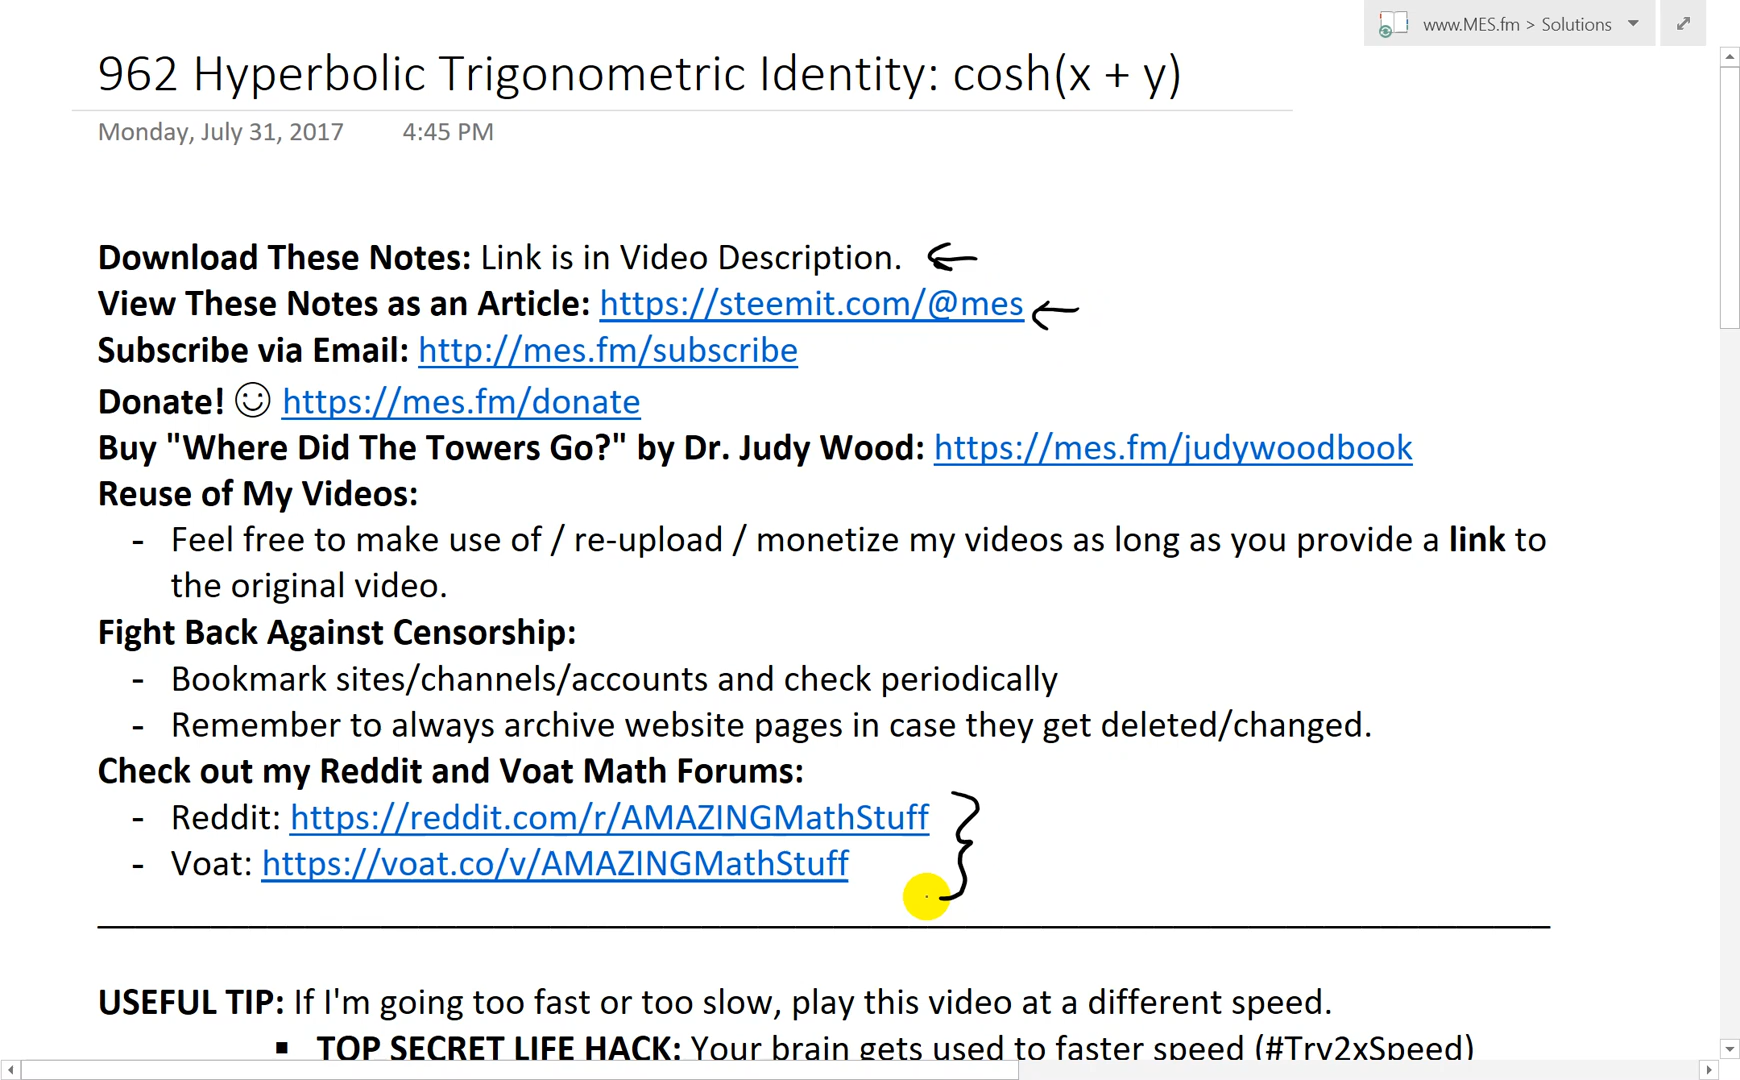 www.MES.fm > Solutions
962 Hyperbolic Trigonometric Identity: cosh(x + y)
Monday, July 31, 2017 4:45 PM
Download These Notes: Link is in Video Description.
View These Notes as an Article: https://steemit.com/@mes
Subscribe via Email: http://mes.fm/subscribe
Donate! ☺ https://mes.fm/donate
Buy "Where Did The Towers Go?" by Dr. Judy Wood: https://mes.fm/judywoodbook
Reuse of My Videos:
- Feel free to make use of / re-upload / monetize my videos as long as you provide a link to
the original video.
Fight Back Against Censorship:
- Bookmark sites/channels/accounts and check periodically
- Remember to always archive website pages in case they get deleted/changed.
Check out my Reddit and Voat Math Forums:
- Reddit: https://reddit.com/r/AMAZINGMathStuff
- Voat: https://voat.co/v/AMAZINGMathStuff
USEFUL TIP: If I'm going too fast or too slow, play this video at a different speed.
▪ TOP SECRET LIFE HACK: Your brain gets used to faster speed (#Try2xSpeed)